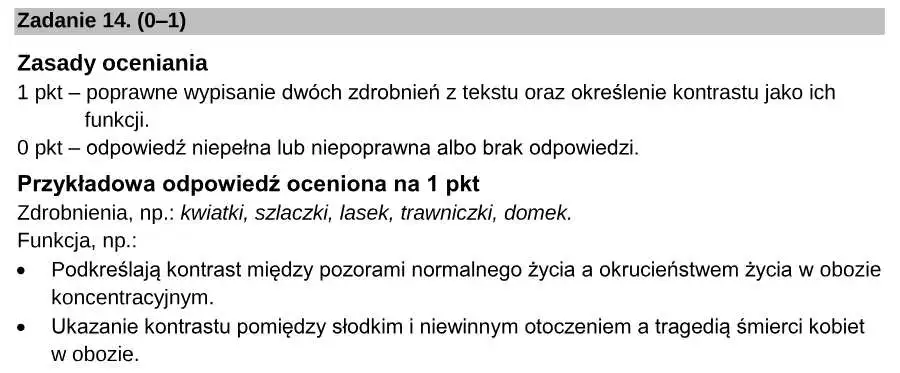 Zadanie 14. (0–1)
Zasady oceniania
1 pkt – poprawne wypisanie dwóch zdrobnień z tekstu oraz określenie kontrastu jako ich
funkcji.
0 pkt – odpowiedź niepełna lub niepoprawna albo brak odpowiedzi.
Przykładowa odpowiedź oceniona na 1 pkt
Zdrobnienia, np.: kwiatki, szlaczki, lasek, trawniczki, domek.
Funkcja, np.:
• Podkreślają kontrast między pozorami normalnego życia a okrucieństwem życia w obozie
koncentracyjnym.
• Ukazanie kontrastu pomiędzy słodkim i niewinnym otoczeniem a tragedią śmierci kobiet
w obozie.